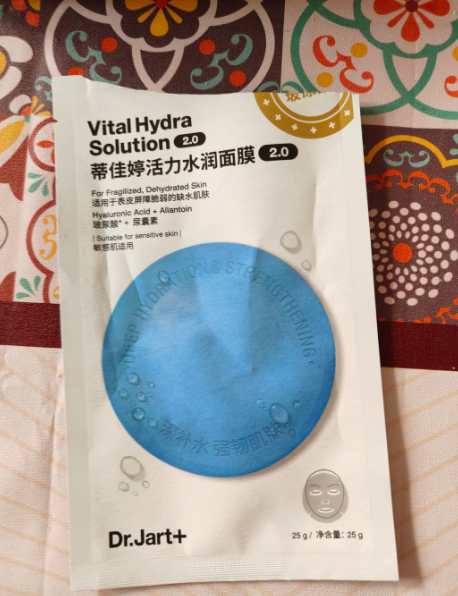 Vital Hydra
Solution 2.0
蒂佳婷活力水润面膜 2.0
For Fragilized, Dehydrated Skin
适用于表皮屏障脆弱的缺水肌肤
Hyaluronic Acid + Allantoin
玻尿酸* + 尿囊素
| Suitable for sensitive skin |
敏感肌适用
DEEP HYDRATION & STRENGTHENING
深补水 强韧肌肤
Dr.Jart+
25 g / 净含量: 25 g